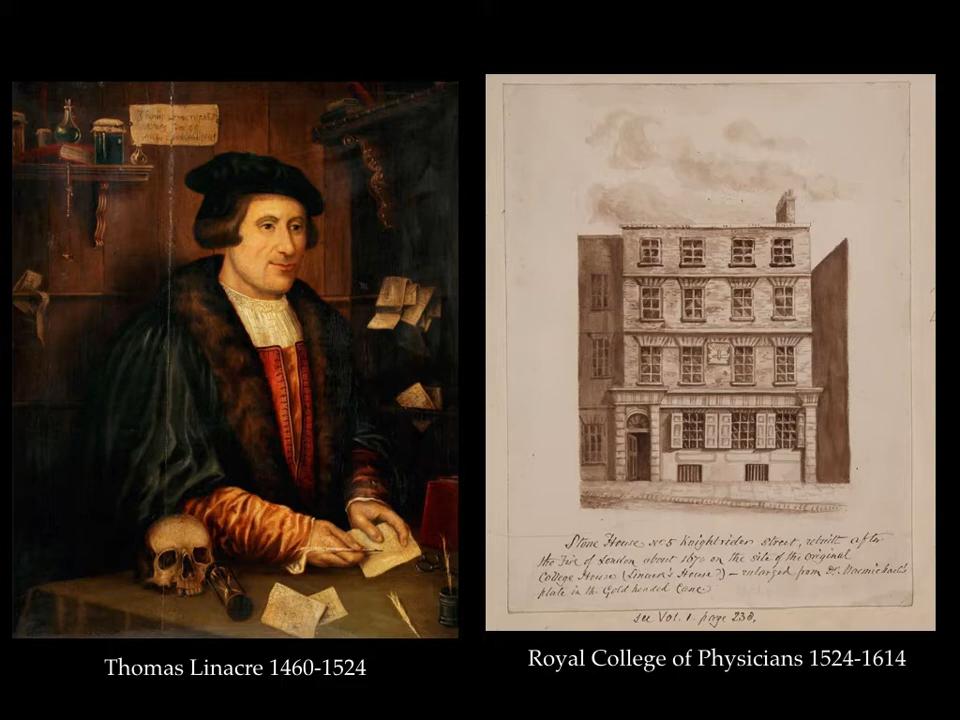 Stone House No 5 Knightrider street, rebuilt after
the Fire of London about 1670 on the site of the original
College House (Linacre's House?) – enlarged from Dr. Macmichael's
plate in the Gold headed Cane
see Vol. 1. page 238.
Thomas Linacre 1460-1524
Royal College of Physicians 1524-1614